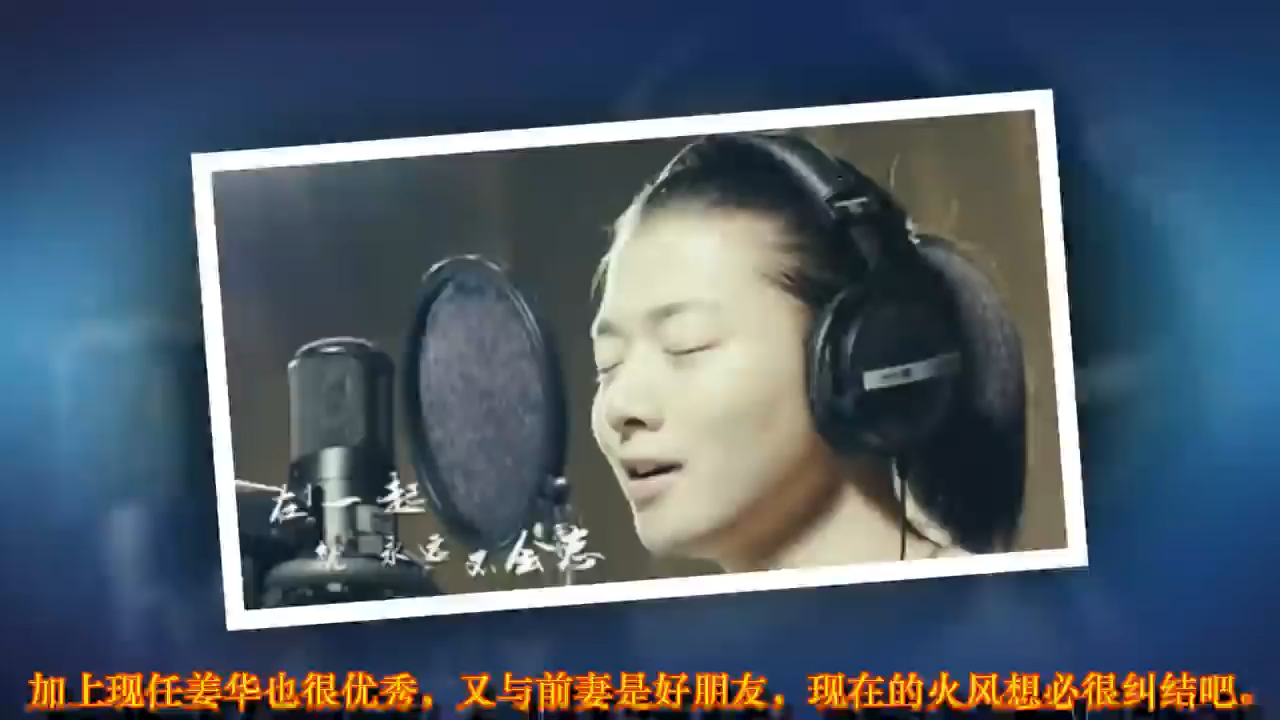 在一起
就永远不会悲
加上现任姜华也很优秀，又与前妻是好朋友，现在的火风想必很纠结吧。